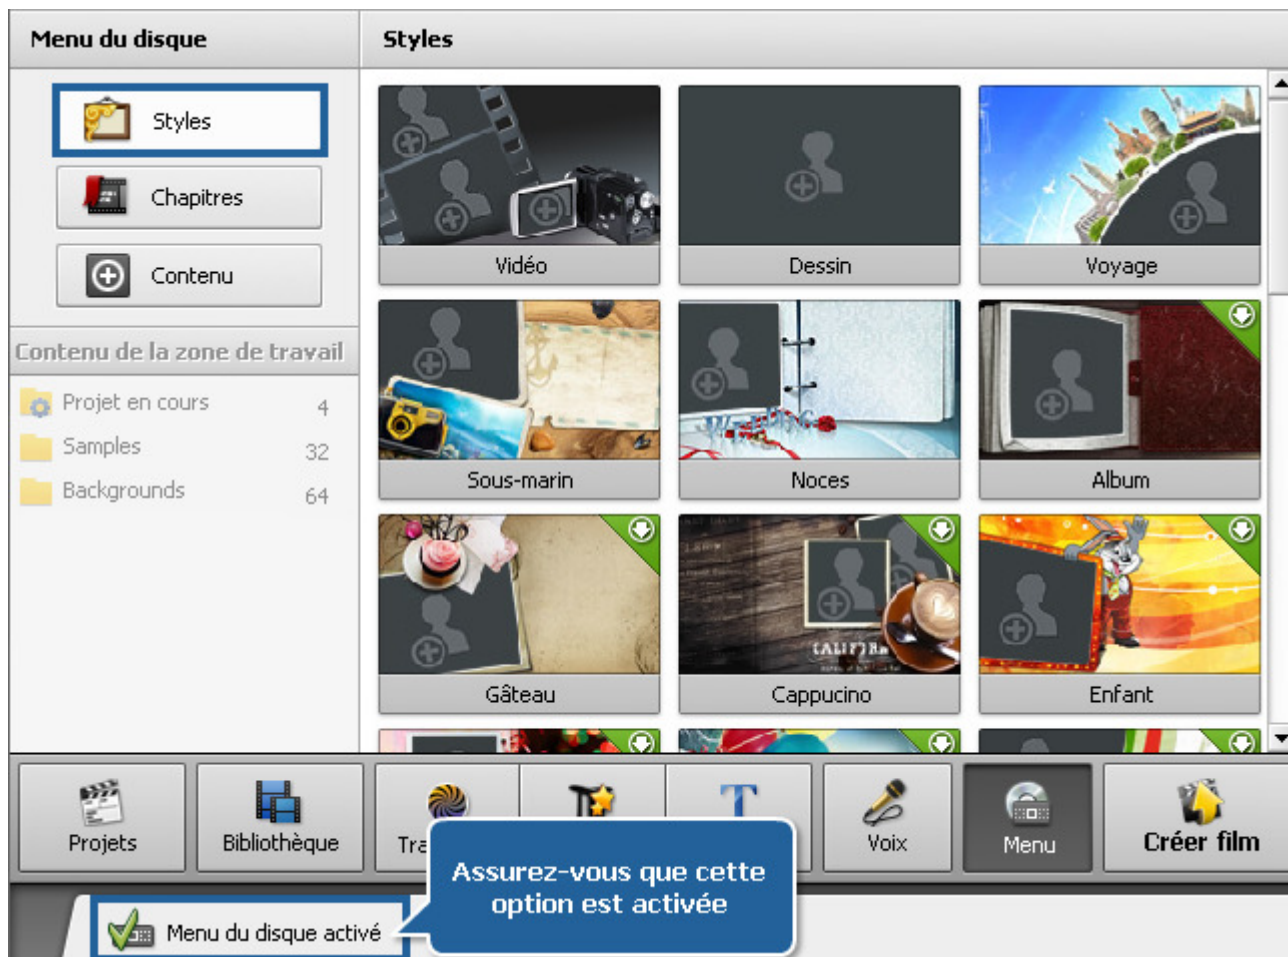 Menu du disque
Styles
Styles
Chapitres
Contenu
Contenu de la zone de travail
Projet en cours 4
Samples 32
Backgrounds 64
Vidéo
Dessin
Voyage
Sous-marin
Noces
Album
Gâteau
Cappucino
Enfant
Projets
Bibliothèque
Tra
Voix
Menu
Créer film
Assurez-vous que cette
option est activée
Menu du disque activé